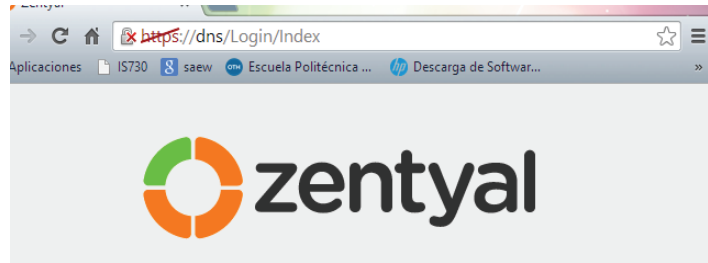 Zentyal
https://dns/Login/Index
Aplicaciones IS730 saew Escuela Politécnica ... Descarga de Softwar... »
zentyal